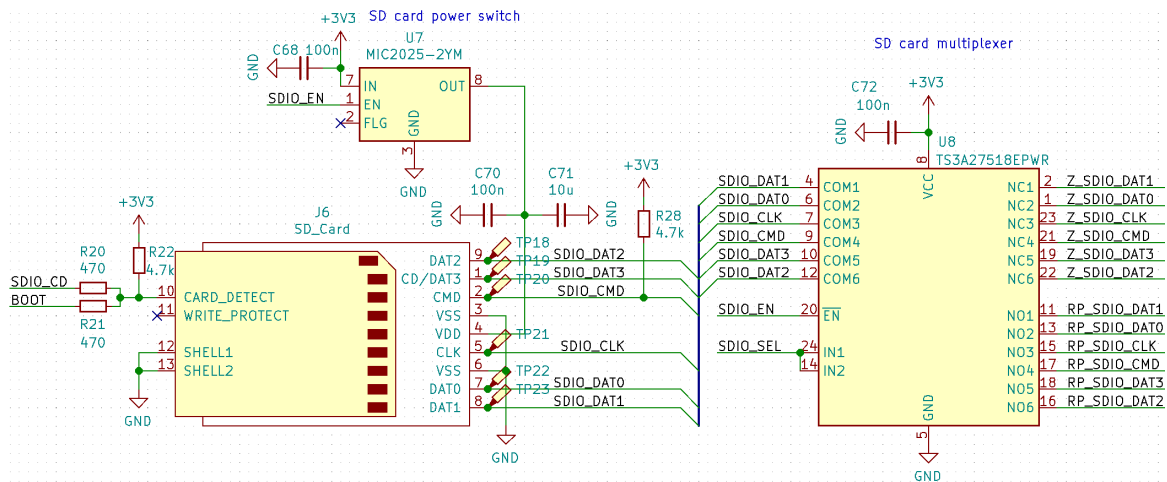 SD card power switch
+3V3
U7
MIC2025-2YM
C68 100n
GND
7 IN
OUT 8
SDIO_EN
1 EN
2 FLG
GND
3
GND
SD card multiplexer
+3V3
C72
100n
GND
U8
TS3A27518EPWR
8
VCC
SDIO_DAT1 4 COM1
NC1 2 Z_SDIO_DAT1
SDIO_DAT0 6 COM2
NC2 1 Z_SDIO_DAT0
SDIO_CLK 7 COM3
NC3 23 Z_SDIO_CLK
SDIO_CMD 9 COM4
NC4 21 Z_SDIO_CMD
SDIO_DAT3 10 COM5
NC5 19 Z_SDIO_DAT3
SDIO_DAT2 12 COM6
NC6 22 Z_SDIO_DAT2
SDIO_EN 20 EN
NO1 11 RP_SDIO_DAT1
NO2 13 RP_SDIO_DAT0
SDIO_SEL 24 IN1
NO3 15 RP_SDIO_CLK
14 IN2
NO4 17 RP_SDIO_CMD
NO5 18 RP_SDIO_DAT3
NO6 16 RP_SDIO_DAT2
GND
5
GND
C70
100n
C71
10u
GND
GND
+3V3
R28
4.7k
+3V3
J6
SD_Card
R20
470
R22
4.7k
SDIO_CD
BOOT
R21
470
10 CARD_DETECT
11 WRITE_PROTECT
12 SHELL1
13 SHELL2
GND
DAT2 9 TP18 SDIO_DAT2
CD/DAT3 1 TP19 SDIO_DAT3
CMD 2 TP20 SDIO_CMD
VSS 3
VDD 4
CLK 5 TP21 SDIO_CLK
VSS 6
DAT0 7 TP22 SDIO_DAT0
DAT1 8 TP23 SDIO_DAT1
GND